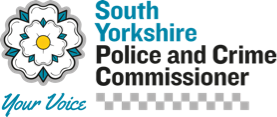 South
Yorkshire
Police and Crime
Commissioner
Your Voice